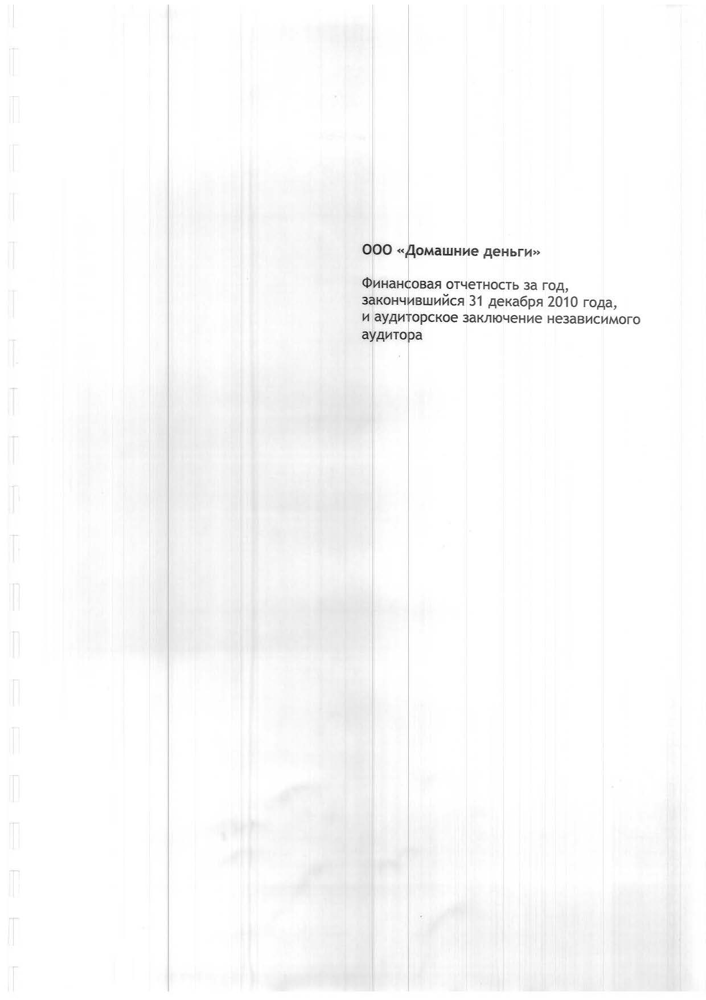 ООО «Домашние деньги»
Финансовая отчетность за год,
закончившийся 31 декабря 2010 года,
и аудиторское заключение независимого
аудитора